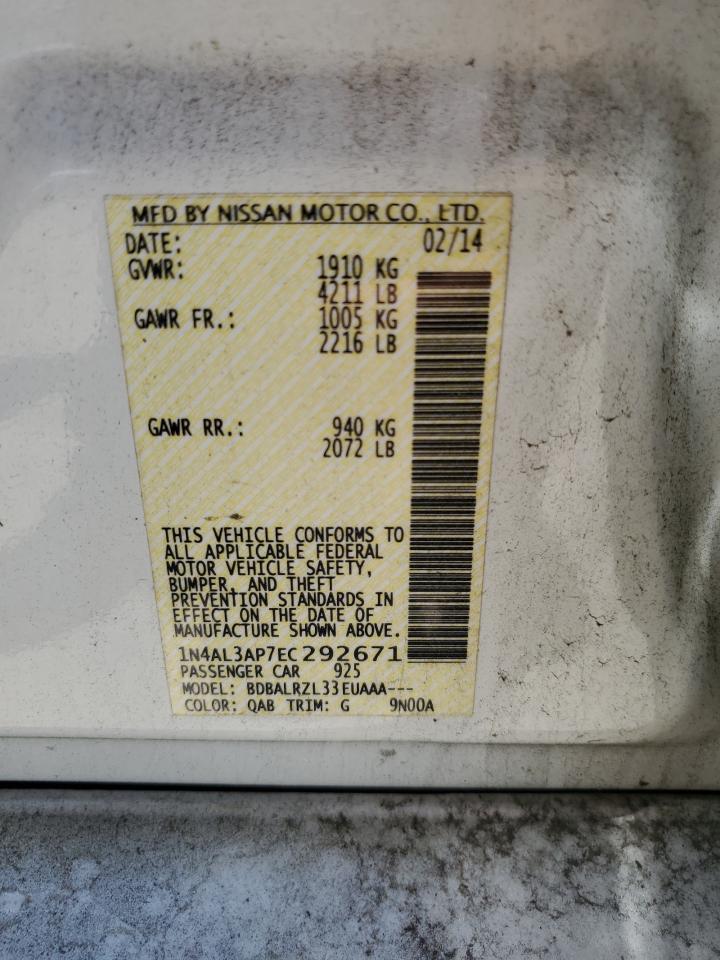 MFD BY NISSAN MOTOR CO., LTD.
DATE: 02/14
GVWR: 1910 KG
4211 LB
GAWR FR.: 1005 KG
2216 LB
GAWR RR.: 940 KG
2072 LB
THIS VEHICLE CONFORMS TO
ALL APPLICABLE FEDERAL
MOTOR VEHICLE SAFETY,
BUMPER, AND THEFT
PREVENTION STANDARDS IN
EFFECT ON THE DATE OF
MANUFACTURE SHOWN ABOVE.
1N4AL3AP7EC292671
PASSENGER CAR 925
MODEL: BDBALRZL33EUAAA---
COLOR: QAB TRIM: G 9N00A